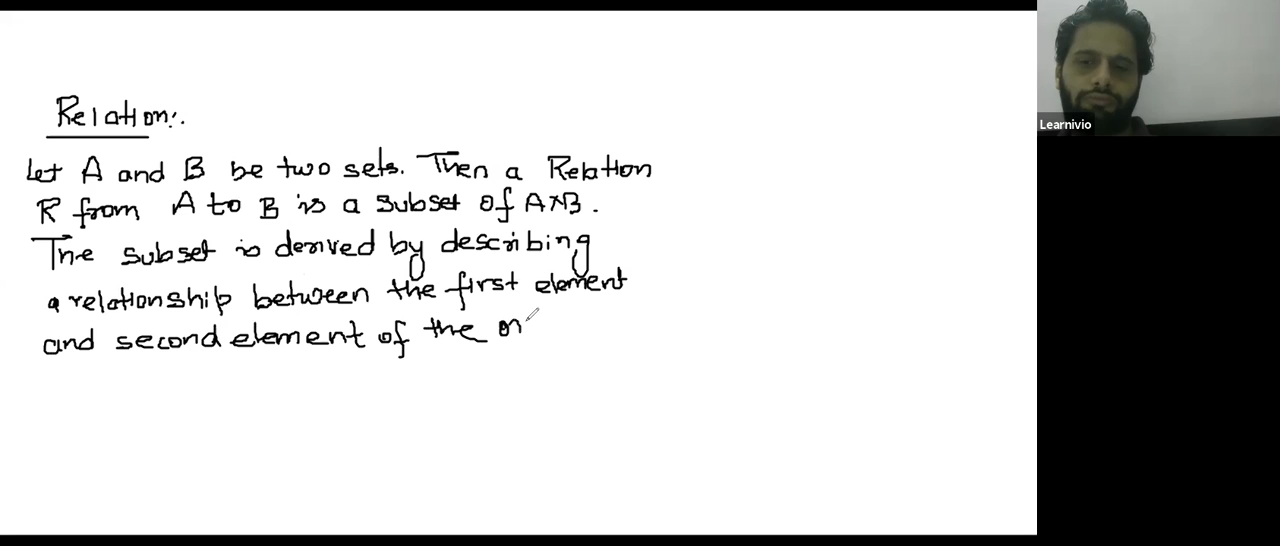 Relation:.
Let A and B be two sets. Then a Relation
R from A to B is a subset of A×B.
The subset is derived by describing
a relationship between the first element
and second element of the or
Learnivio